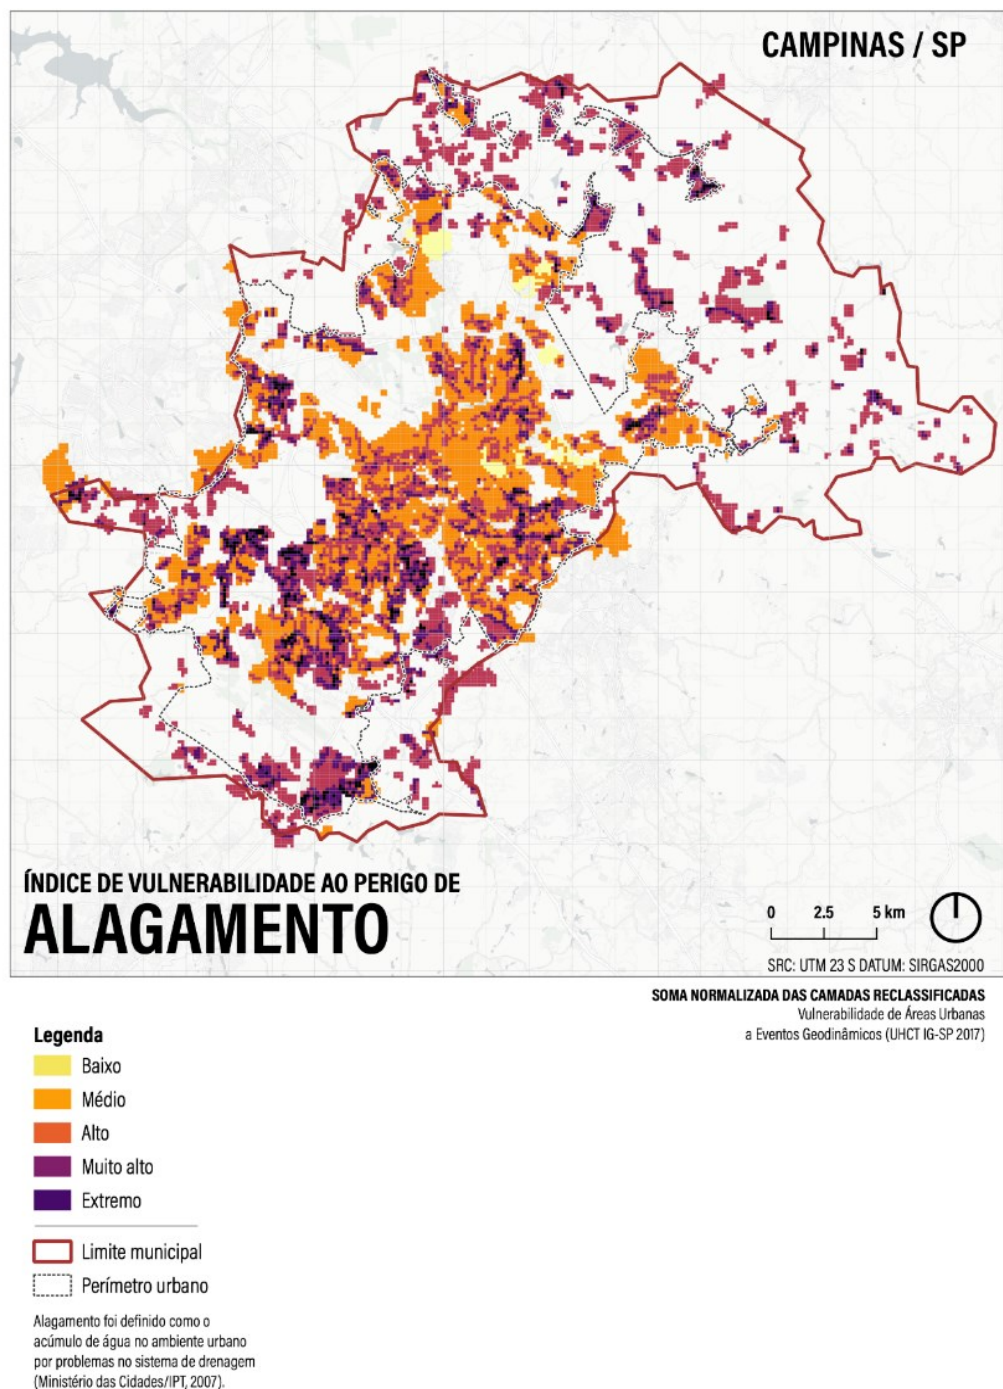 CAMPINAS / SP
ÍNDICE DE VULNERABILIDADE AO PERIGO DE
ALAGAMENTO
0 2.5 5 km
SRC: UTM 23 S DATUM: SIRGAS2000
SOMA NORMALIZADA DAS CAMADAS RECLASSIFICADAS
Vulnerabilidade de Áreas Urbanas
a Eventos Geodinâmicos (UHCT IG-SP 2017)
Legenda
Baixo
Médio
Alto
Muito alto
Extremo
Limite municipal
Perímetro urbano
Alagamento foi definido como o
acúmulo de água no ambiente urbano
por problemas no sistema de drenagem
(Ministério das Cidades/IPT, 2007).